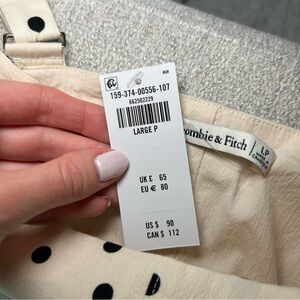 159-374-00556-107
662502229
LARGE P
UK £ 65
EU € 80
US $ 90
CAN $ 112
ombie & Fitch
LP